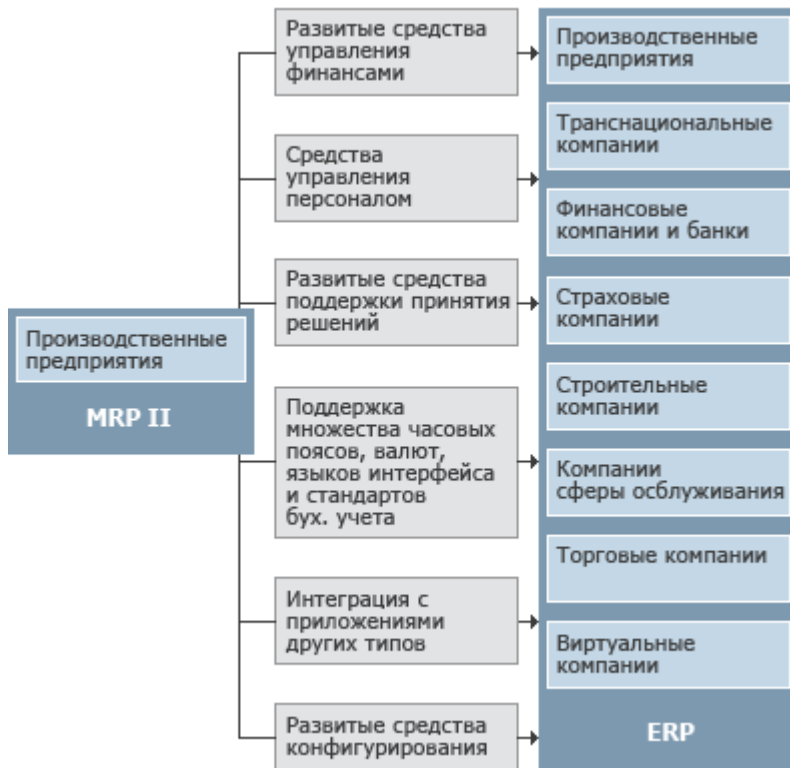 Производственные
предприятия
MRP II
Развитые средства
управления
финансами
Средства
управления
персоналом
Развитые средства
поддержки принятия
решений
Поддержка
множества часовых
поясов, валют,
языков интерфейса
и стандартов
бух. учета
Интеграция с
приложениями
других типов
Развитые средства
конфигурирования
Производственные
предприятия
Транснациональные
компании
Финансовые
компании и банки
Страховые
компании
Строительные
компании
Компании
сферы осблуживания
Торговые компании
Виртуальные
компании
ERP